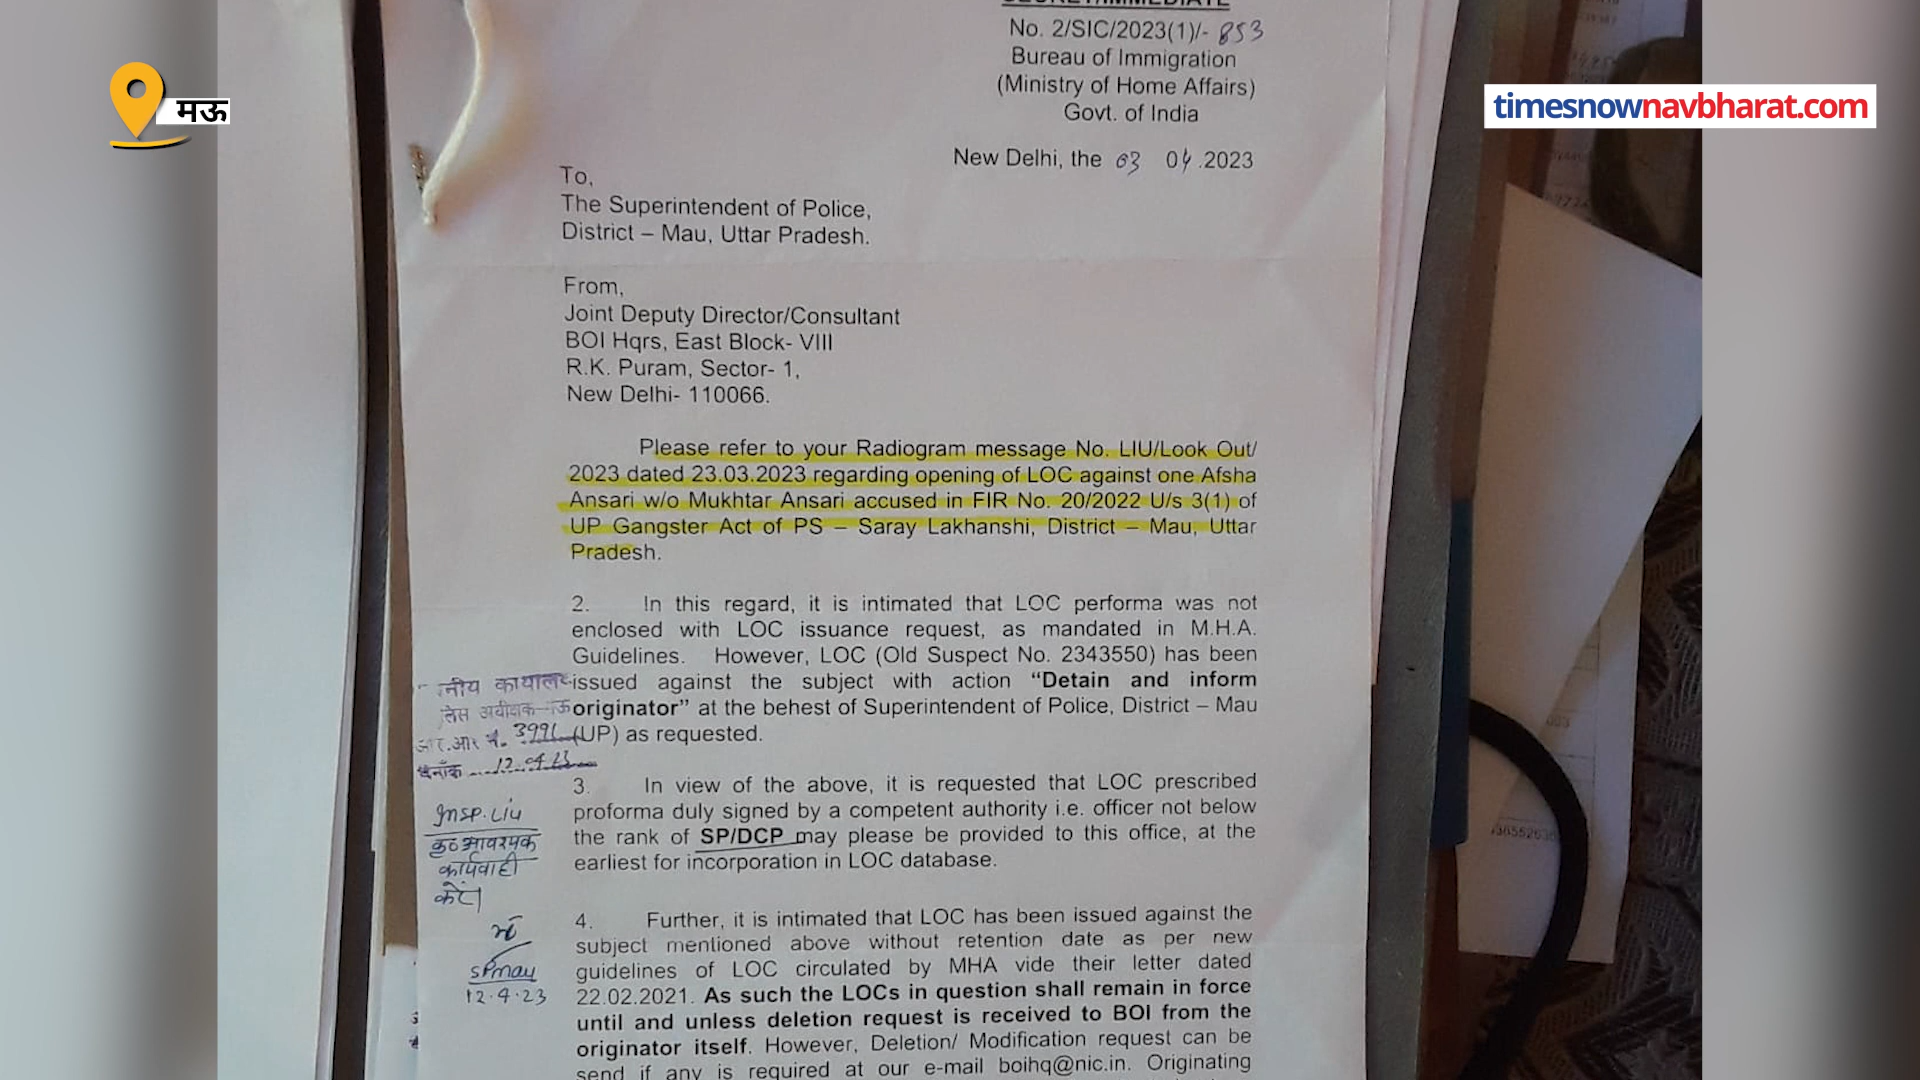 SECRET/IMMEDIATE
No. 2/SIC/2023(1)/- 853
Bureau of Immigration
(Ministry of Home Affairs)
Govt. of India
New Delhi, the 03 04.2023
मऊ
timesnownavbharat.com
To,
The Superintendent of Police,
District – Mau, Uttar Pradesh.
From,
Joint Deputy Director/Consultant
BOI Hqrs, East Block- VIII
R.K. Puram, Sector- 1,
New Delhi- 110066.
Please refer to your Radiogram message No. LIU/Look Out/
2023 dated 23.03.2023 regarding opening of LOC against one Afsha
Ansari w/o Mukhtar Ansari accused in FIR No. 20/2022 U/s 3(1) of
UP Gangster Act of PS – Saray Lakhanshi, District – Mau, Uttar
Pradesh.
2. In this regard, it is intimated that LOC performa was not
enclosed with LOC issuance request, as mandated in M.H.A.
Guidelines. However, LOC (Old Suspect No. 2343550) has been
issued against the subject with action “Detain and inform
originator” at the behest of Superintendent of Police, District – Mau
(UP) as requested.
3. In view of the above, it is requested that LOC prescribed
proforma duly signed by a competent authority i.e. officer not below
the rank of SP/DCP may please be provided to this office, at the
earliest for incorporation in LOC database.
4. Further, it is intimated that LOC has been issued against the
subject mentioned above without retention date as per new
guidelines of LOC circulated by MHA vide their letter dated
22.02.2021. As such the LOCs in question shall remain in force
until and unless deletion request is received to BOI from the
originator itself. However, Deletion/ Modification request can be
send if any is required at our e-mail boihq@nic.in. Originating
नीय कार्यालय
आर.आर
12.04.23
Insp. LIU
कृ० आवश्यक
कार्यवाही
करें।
SP mau
12.4.23